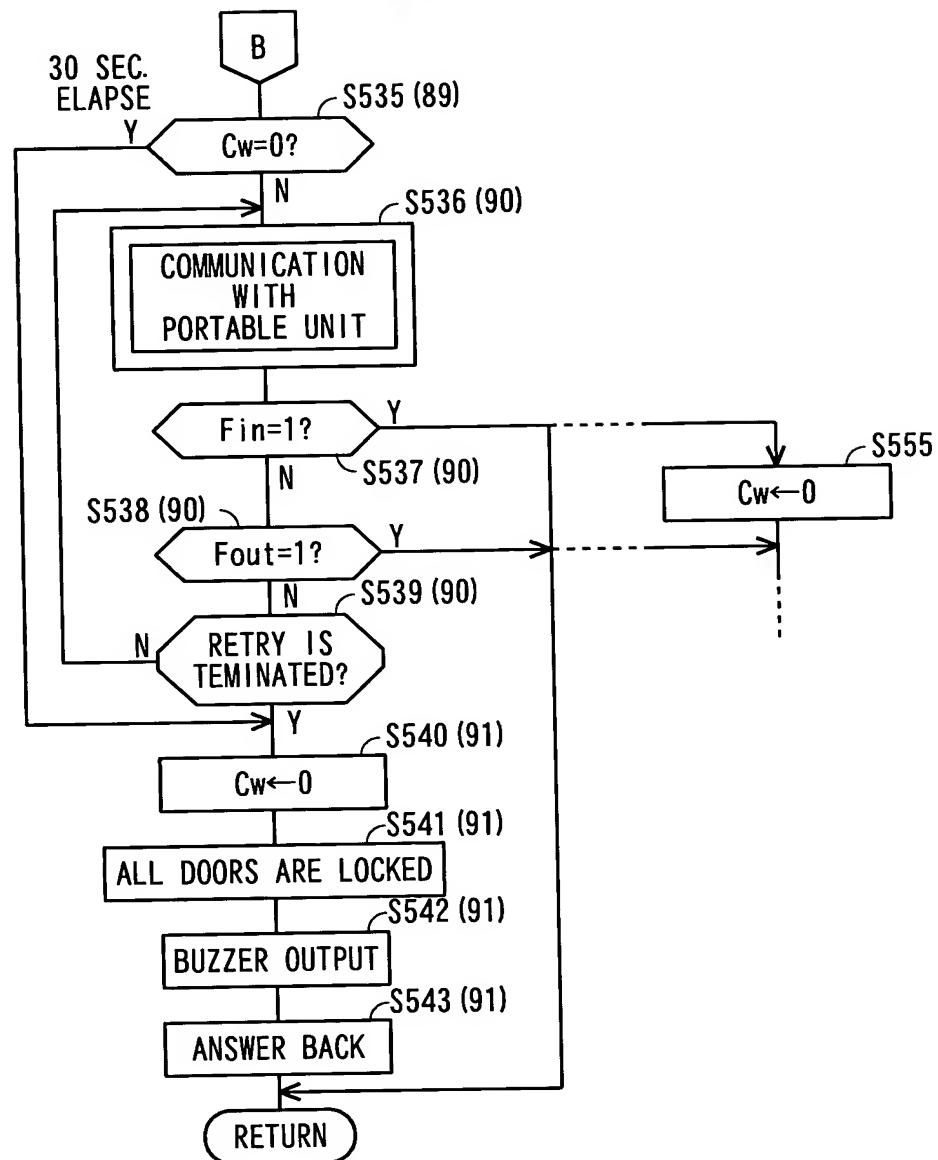 B
30 SEC.
ELAPSE
S535 (89)
Y
Cw=0?
N
S536 (90)
COMMUNICATION
WITH
PORTABLE UNIT
Fin=1?
Y
S537 (90)
N
S555
Cw←0
S538 (90)
Fout=1?
Y
N
S539 (90)
N
RETRY IS
TEMINATED?
Y
S540 (91)
Cw←0
S541 (91)
ALL DOORS ARE LOCKED
S542 (91)
BUZZER OUTPUT
S543 (91)
ANSWER BACK
RETURN